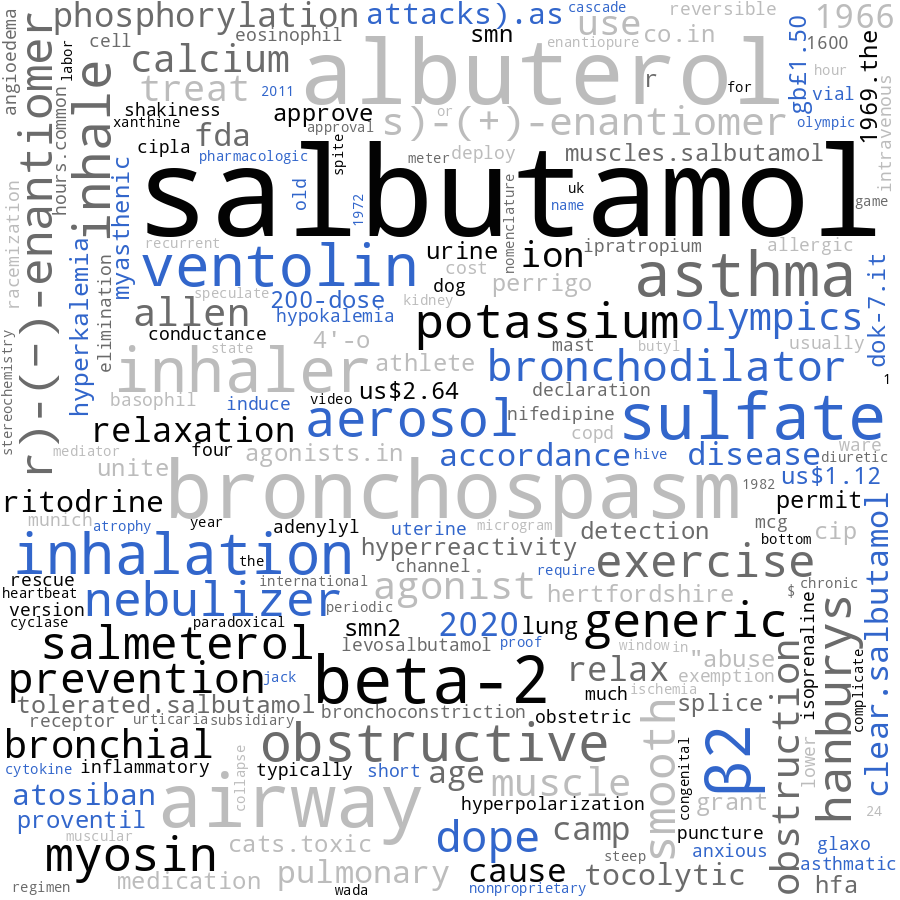 phosphorylation
attacks).as
cascade
reversible
1966
angioedema
r)-(−)-enantiomer
labor
cell
eosinophil
smn
use
co.in
enantiopure
gb£1.50
1600
1969.the
calcium
albuterol
inhale
treat
2011
r
for
hour
vial
intravenous
hours.common
shakiness
approve
or
s)-(+)-enantiomer
olympic
xanthine
fda
approval
cipla
pharmacologic
spite
meter
deploy
muscles.salbutamol
salbutamol
myasthenic
old
1972
nomenclature
uk
name
game
racemization
hyperkalemia
elimination
recurrent
ventolin
urine
ion
ipratropium
allergic
cost
asthma
dok-7.it
speculate
200-dose
dog
kidney
perrigo
allen
hypokalemia
potassium
olympics
conductance
4'-o
mast
butyl
usually
stereochemistry
state
inhaler
athlete
bronchodilator
1
basophil
induce
video
us$2.64
declaration
sulfate
relaxation
aerosol
nifedipine
copd
mediator
four
agonists.in
accordance
hive
disease
ware
diuretic
unite
bronchospasm
1982
us$1.12
ritodrine
permit
munich
atrophy
year
adenylyl
uterine
microgram
detection
mcg
bottom
cip
clear.salbutamol
inhalation
the
hyperreactivity
channel
require
exercise
rescue
international
agonist
chronic
heartbeat
nebulizer
hertfordshire
$
isoprenaline
hanburys
version
periodic
cyclase
paradoxical
smn2
2020
lung
generic
complicate
salmeterol
levosalbutamol
proof
window
in
"abuse
obstruction
prevention
jack
beta-2
relax
exemption
much
ischemia
tolerated.salbutamol
splice
receptor
urticaria
subsidiary
bronchoconstriction
obstetric
smooth
bronchial
obstructive
β2
lower
cytokine
inflammatory
collapse
typically
short
age
muscle
congenital
atosiban
airway
hyperpolarization
grant
24
proventil
dope
camp
puncture
muscular
cats.toxic
anxious
glaxo
myosin
steep
asthmatic
medication
pulmonary
cause
tocolytic
hfa
regimen
wada
nonproprietary